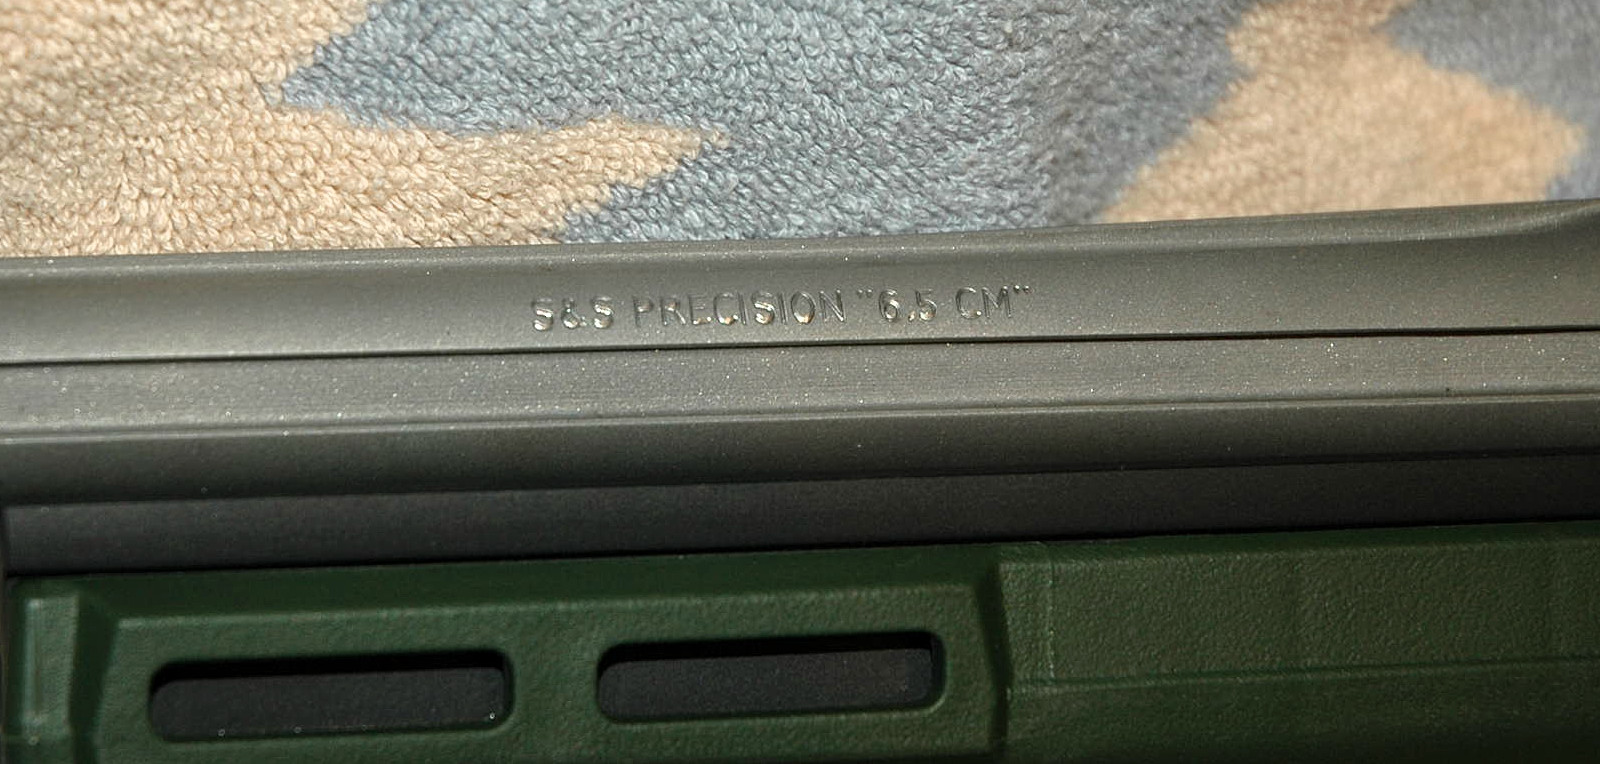 S&S PRECISION "6.5 CM"